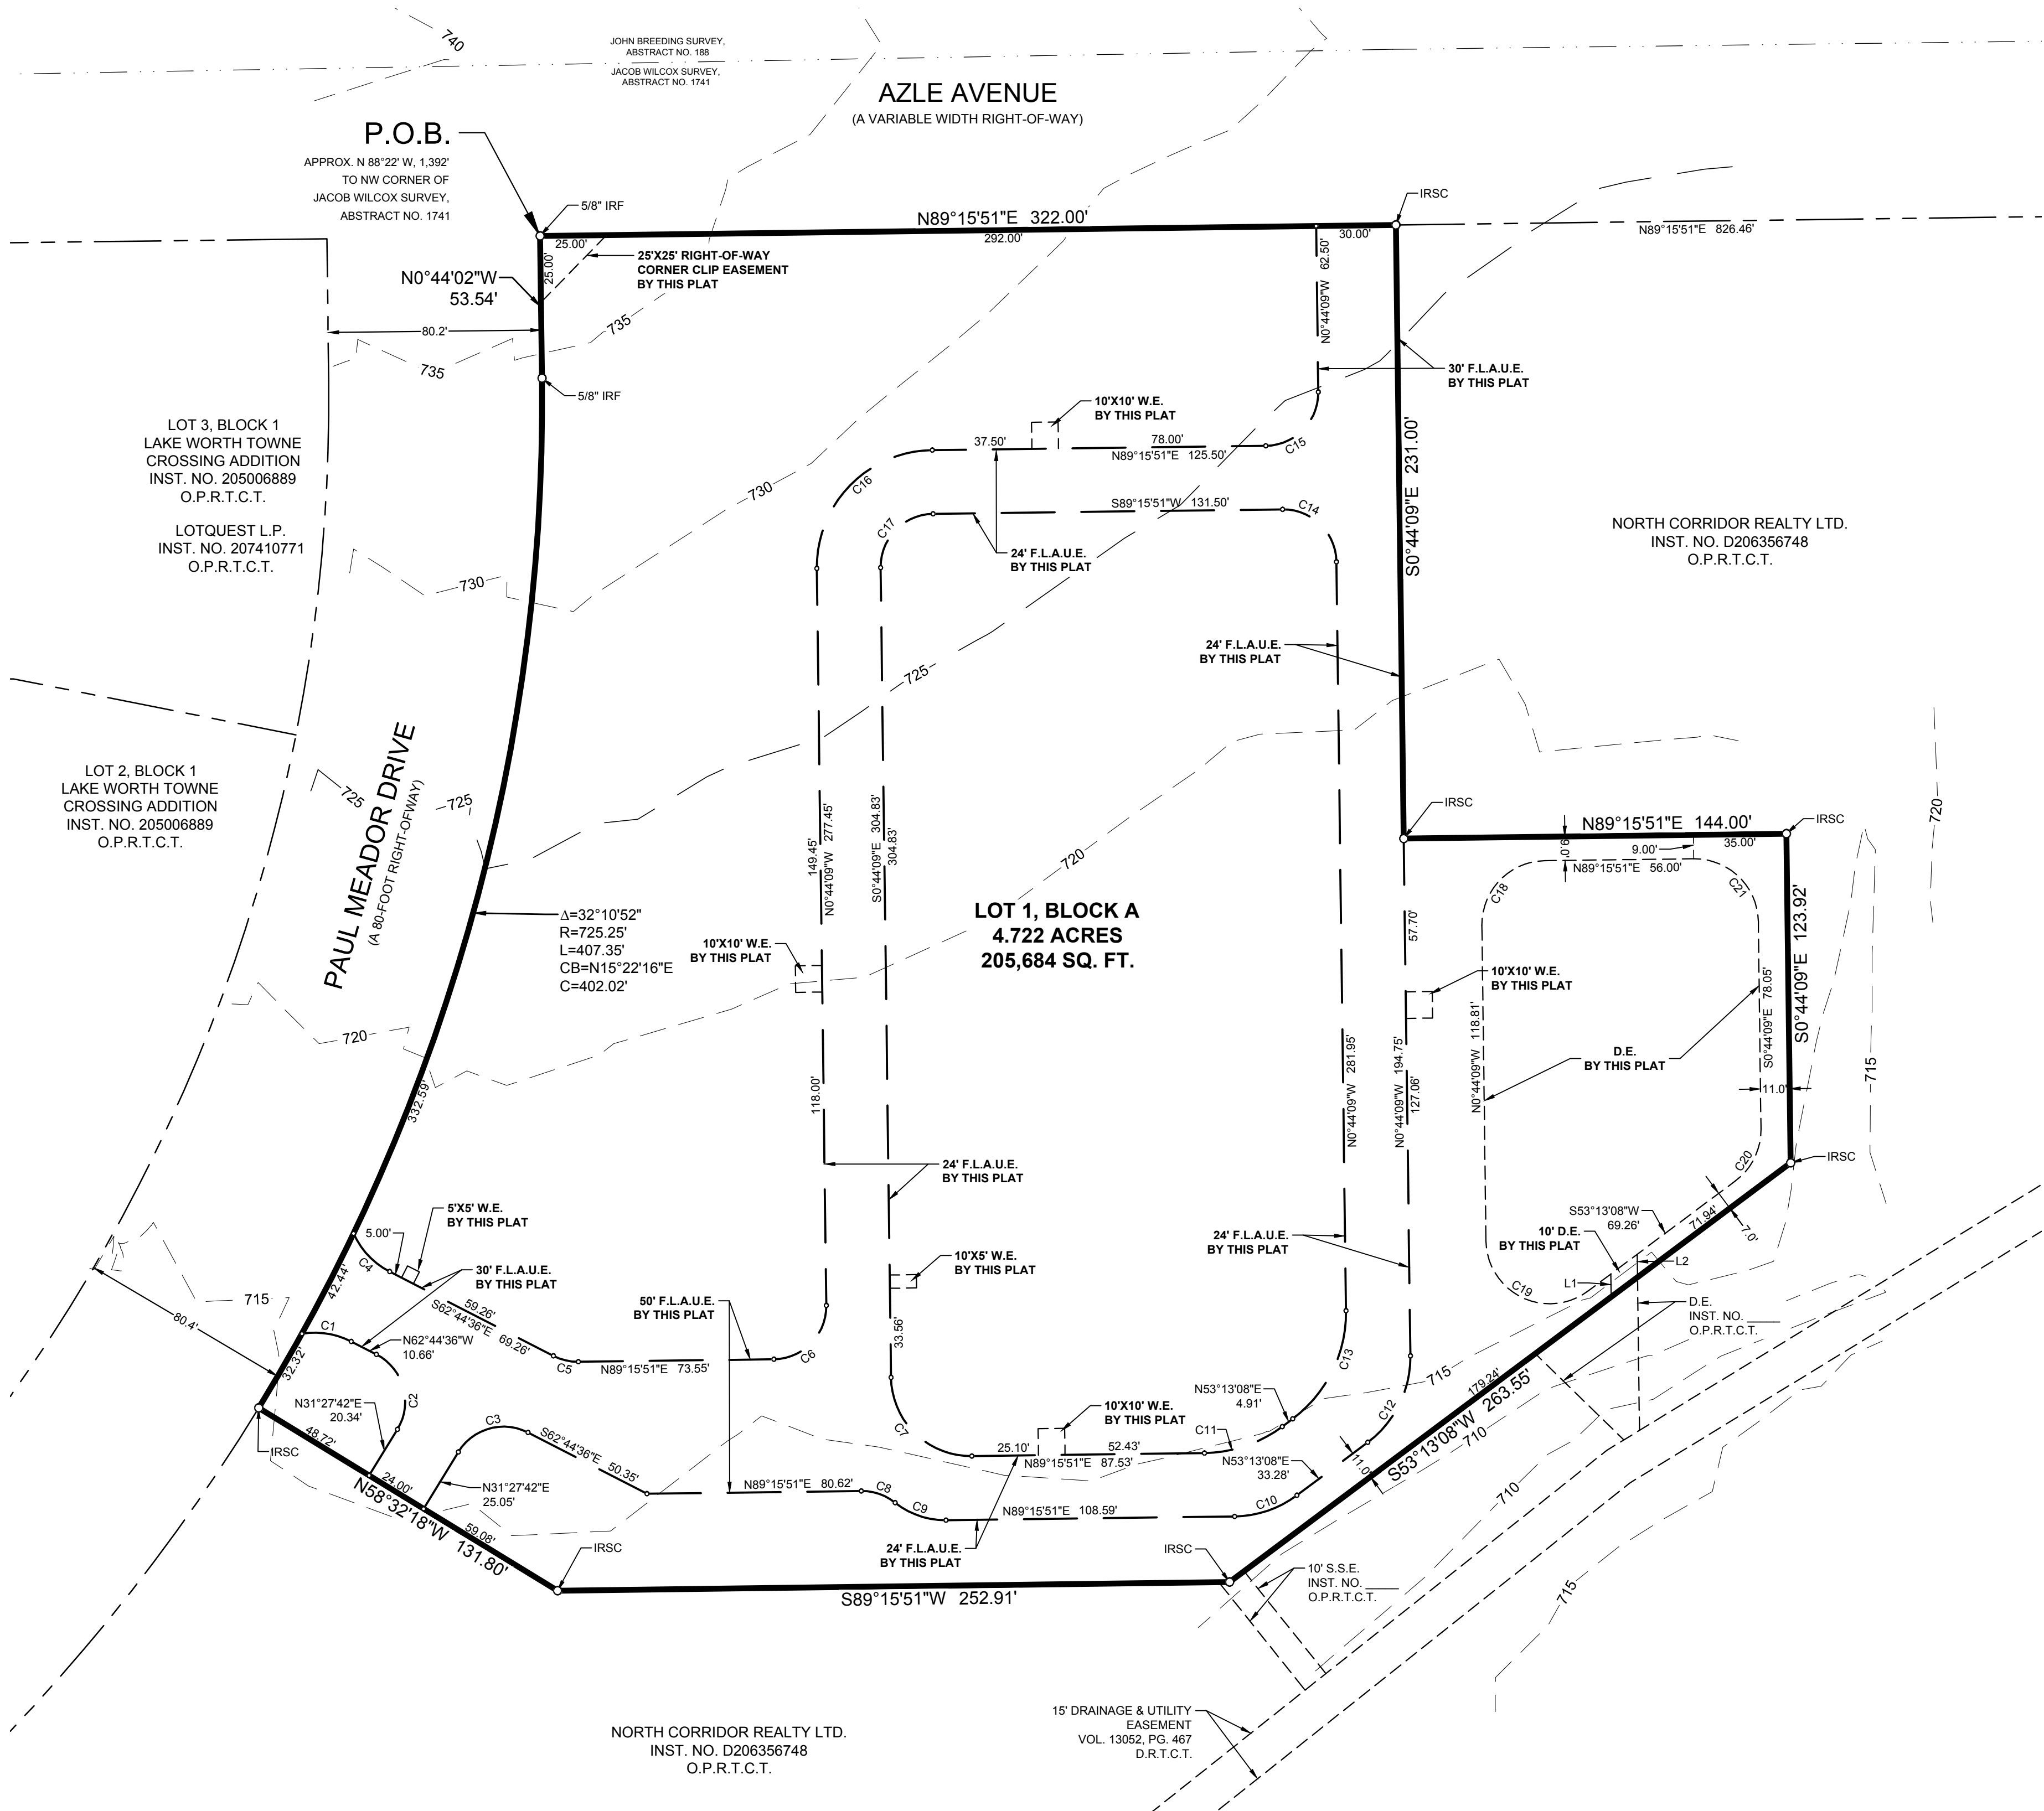 740
JOHN BREEDING SURVEY,
ABSTRACT NO. 188
JACOB WILCOX SURVEY,
ABSTRACT NO. 1741
AZLE AVENUE
(A VARIABLE WIDTH RIGHT-OF-WAY)
P.O.B.
APPROX. N 88°22' W, 1,392'
TO NW CORNER OF
JACOB WILCOX SURVEY,
ABSTRACT NO. 1741
5/8" IRF
N89°15'51"E 322.00'
IRSC
25.00'
292.00'
30.00'
N89°15'51"E 826.46'
25.00'
25'X25' RIGHT-OF-WAY
CORNER CLIP EASEMENT
BY THIS PLAT
N0°44'02"W
53.54'
N0°44'09"W 62.50'
80.2'
735
735
5/8" IRF
30' F.L.A.U.E.
BY THIS PLAT
10'X10' W.E.
BY THIS PLAT
LOT 3, BLOCK 1
LAKE WORTH TOWNE
CROSSING ADDITION
INST. NO. 205006889
O.P.R.T.C.T.
LOTQUEST L.P.
INST. NO. 207410771
O.P.R.T.C.T.
37.50'
78.00'
N89°15'51"E 125.50'
C15
C16
730
S89°15'51"W 131.50'
C14
C17
S0°44'09"E 231.00'
24' F.L.A.U.E.
BY THIS PLAT
NORTH CORRIDOR REALTY LTD.
INST. NO. D206356748
O.P.R.T.C.T.
730
24' F.L.A.U.E.
BY THIS PLAT
725
PAUL MEADOR DRIVE
(A 80-FOOT RIGHT-OFWAY)
LOT 2, BLOCK 1
LAKE WORTH TOWNE
CROSSING ADDITION
INST. NO. 205006889
O.P.R.T.C.T.
725
725
149.45'
N0°44'09"W 277.45'
S0°44'09"E 304.83'
304.83'
720
IRSC
N89°15'51"E 144.00'
IRSC
9.0'
9.00'
35.00'
N89°15'51"E 56.00'
720
C18
C21
LOT 1, BLOCK A
4.722 ACRES
205,684 SQ. FT.
Δ=32°10'52"
R=725.25'
L=407.35'
CB=N15°22'16"E
C=402.02'
10'X10' W.E.
BY THIS PLAT
57.70'
10'X10' W.E.
BY THIS PLAT
S0°44'09"E 123.92'
S0°44'09"E 78.05'
N0°44'09"W 118.81'
D.E.
BY THIS PLAT
720
11.0'
715
332.59'
118.00'
N0°44'09"W 281.95'
N0°44'09"W 194.75'
127.06'
24' F.L.A.U.E.
BY THIS PLAT
C20
IRSC
5'X5' W.E.
BY THIS PLAT
5.00'
C4
30' F.L.A.U.E.
BY THIS PLAT
10'X5' W.E.
BY THIS PLAT
24' F.L.A.U.E.
BY THIS PLAT
S53°13'08"W
69.26'
10' D.E.
BY THIS PLAT
71.94'
7.0'
L1
L2
C19
42.44'
715
80.4'
C1
59.26'
S62°44'36"E 69.26'
50' F.L.A.U.E.
BY THIS PLAT
D.E.
INST. NO. ____
O.P.R.T.C.T.
N62°44'36"W
10.66'
32.32'
C5
N89°15'51"E 73.55'
C6
33.56'
C13
715
179.24'
S53°13'08"W 263.55'
N31°27'42"E
20.34'
C2
C3
S62°44'36"E 50.35'
C7
10'X10' W.E.
BY THIS PLAT
N53°13'08"E
4.91'
C12
C11
IRSC
48.72'
25.10'
52.43'
N89°15'51"E 87.53'
N53°13'08"E
33.28'
11.0'
710
24.00'
N31°27'42"E
25.05'
N89°15'51"E 80.62'
C8
C9
N89°15'51"E 108.59'
C10
710
N58°32'18"W 131.80'
59.08'
IRSC
24' F.L.A.U.E.
BY THIS PLAT
IRSC
10' S.S.E.
INST. NO. ____
O.P.R.T.C.T.
S89°15'51"W 252.91'
715
NORTH CORRIDOR REALTY LTD.
INST. NO. D206356748
O.P.R.T.C.T.
15' DRAINAGE & UTILITY
EASEMENT
VOL. 13052, PG. 467
D.R.T.C.T.